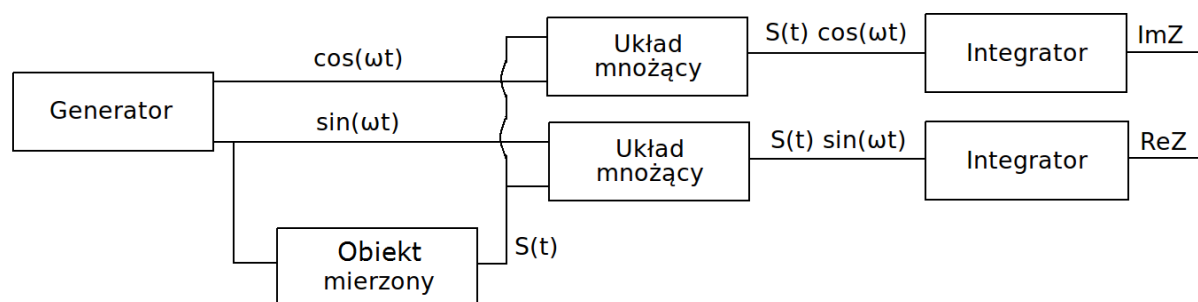 Generator
cos(ωt)
sin(ωt)
Obiekt
mierzony
S(t)
Układ
mnożący
S(t) cos(ωt)
Integrator
ImZ
Układ
mnożący
S(t) sin(ωt)
Integrator
ReZ